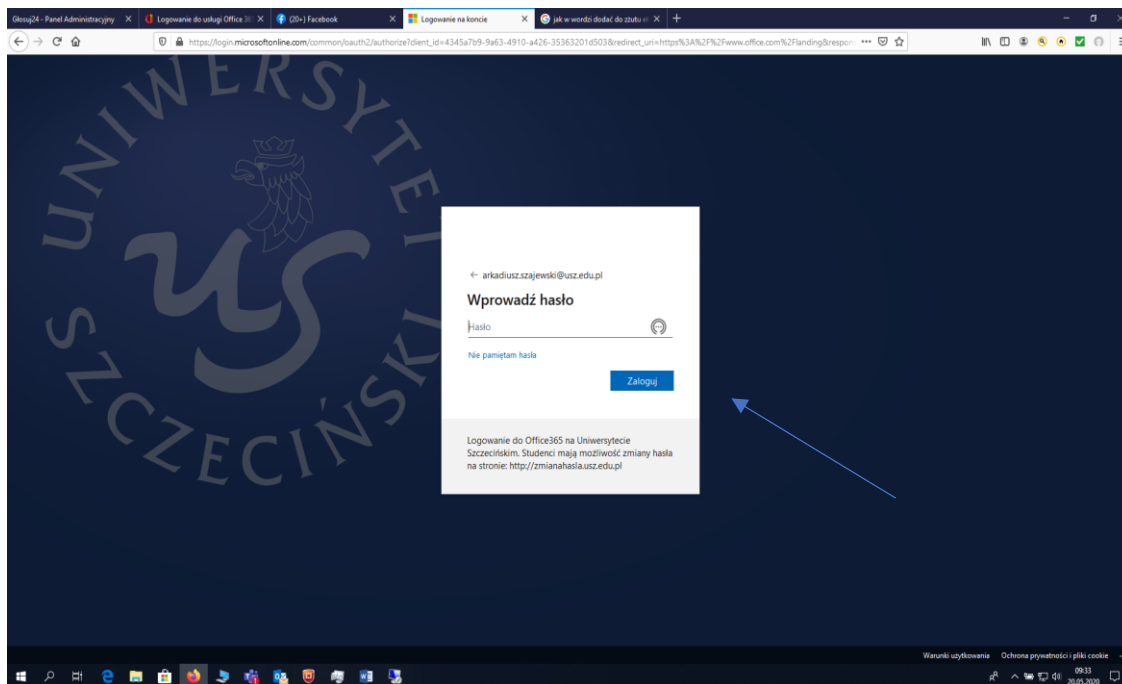 Głosuj24 - Panel Administracyjny
Logowanie do usługi Office 36
(20+) Facebook
Logowanie na koncie
jak w wordzi dodać do zzutu e
https://login.microsoftonline.com/common/oauth2/authorize?client_id=4345a7b9-9a63-4910-a426-35363201d503&redirect_uri=https%3A%2F%2Fwww.office.com%2Flanding&respon
UNIWERSYTET
SZCZECIŃSKI
US
← arkadiusz.szajewski@usz.edu.pl
Wprowadź hasło
Hasło
Nie pamiętam hasła
Zaloguj
Logowanie do Office365 na Uniwersytecie
Szczecińskim. Studenci mają możliwość zmiany hasła
na stronie: http://zmianahasla.usz.edu.pl
Warunki użytkowania Ochrona prywatności i pliki cookie
09:33
20.05.2020